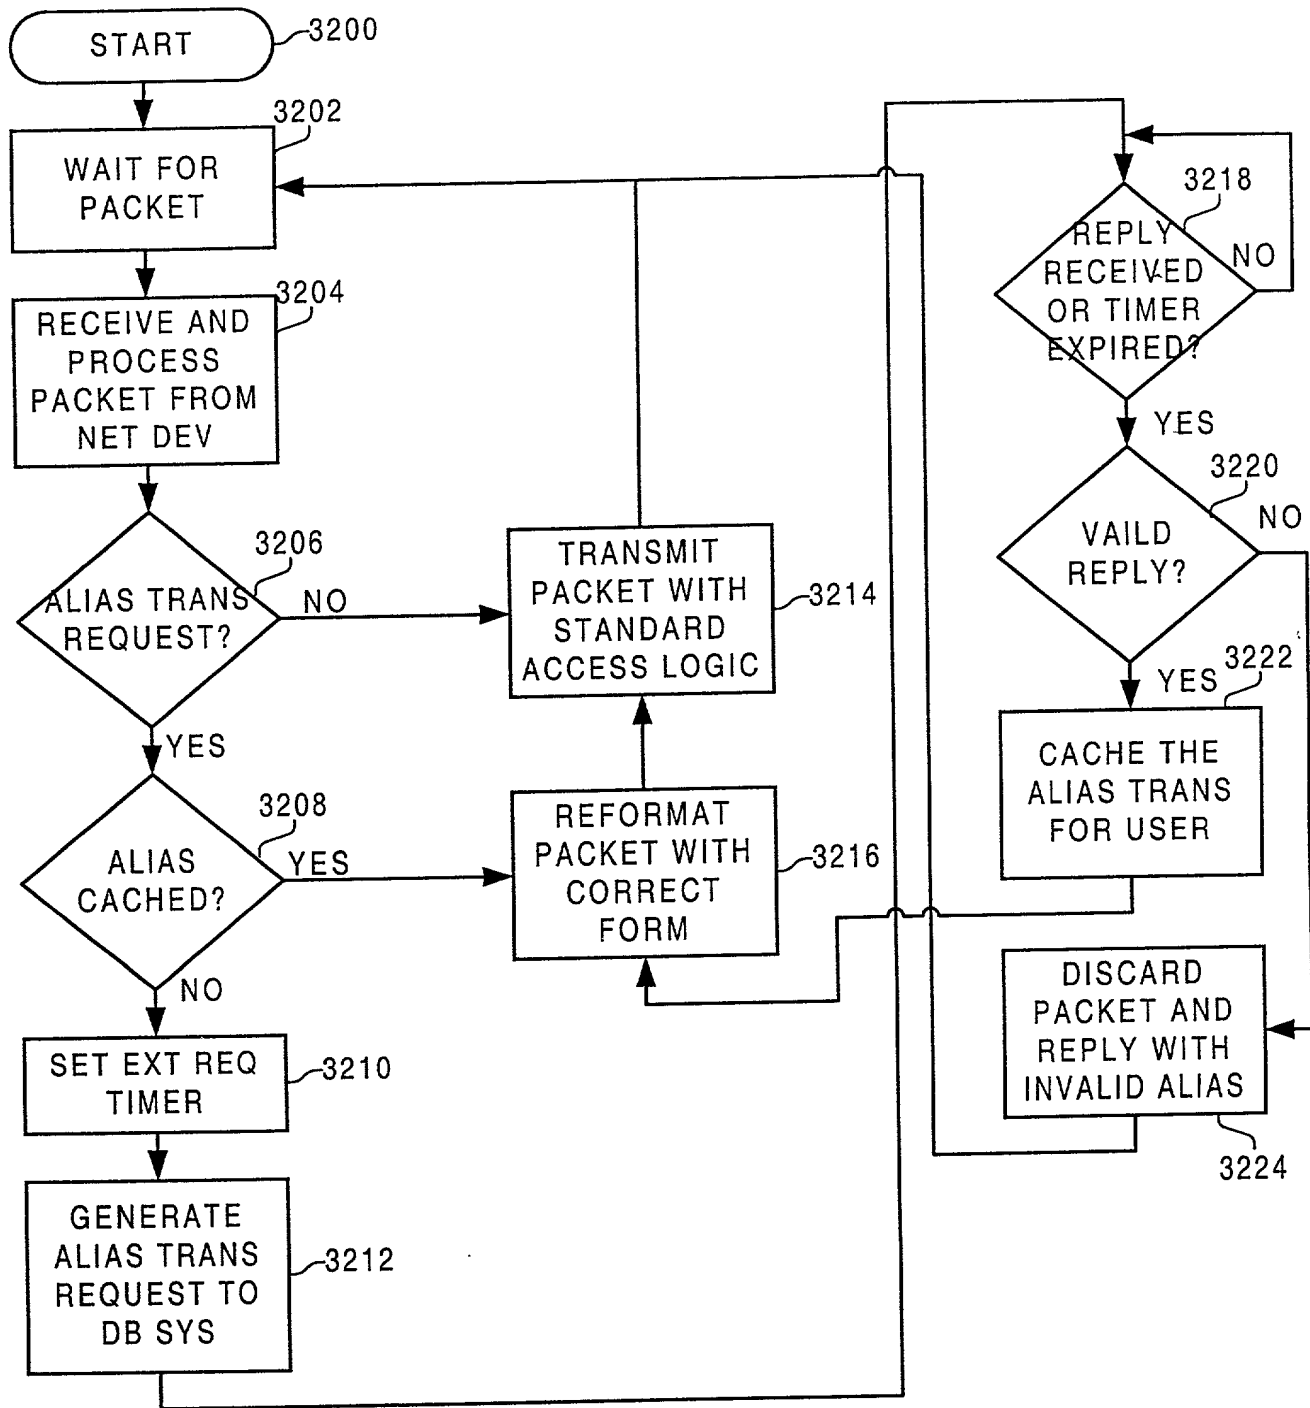 START
3200
3202
WAIT FOR
PACKET
3204
RECEIVE AND
PROCESS
PACKET FROM
NET DEV
3206
ALIAS TRANS
REQUEST?
NO
YES
3208
ALIAS
CACHED?
YES
NO
SET EXT REQ
TIMER
3210
GENERATE
ALIAS TRANS
REQUEST TO
DB SYS
3212
TRANSMIT
PACKET WITH
STANDARD
ACCESS LOGIC
3214
REFORMAT
PACKET WITH
CORRECT
FORM
3216
3218
REPLY
RECEIVED
OR TIMER
EXPIRED?
NO
YES
3220
VAILD
REPLY?
NO
YES
3222
CACHE THE
ALIAS TRANS
FOR USER
DISCARD
PACKET AND
REPLY WITH
INVALID ALIAS
3224